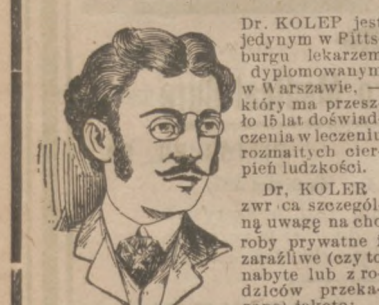 Dr. KOLEP jest
jedynym w Pitts-
burgu lekarzem
dyplomowanym
w Warszawie, —
który ma przesz-
ło 15 lat doświad-
czenia w leczeniu
rozmaitych cier-
pień ludzkości.
Dr, KOLER
zwr ca szczegól-
ną uwagę na cho
roby prywatne
zaraźliwe (czy to
nabyte lub z ro-
dziców przeka-